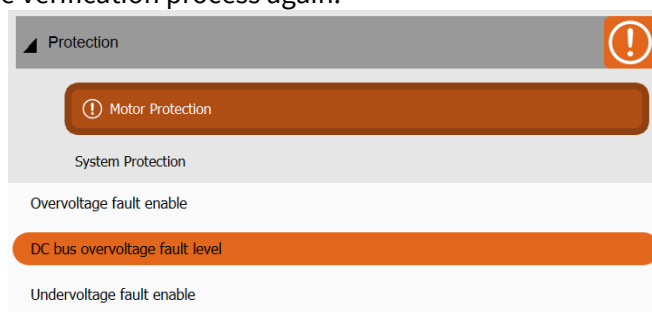 verification process again.
Protection
Motor Protection
System Protection
Overvoltage fault enable
DC bus overvoltage fault level
Undervoltage fault enable